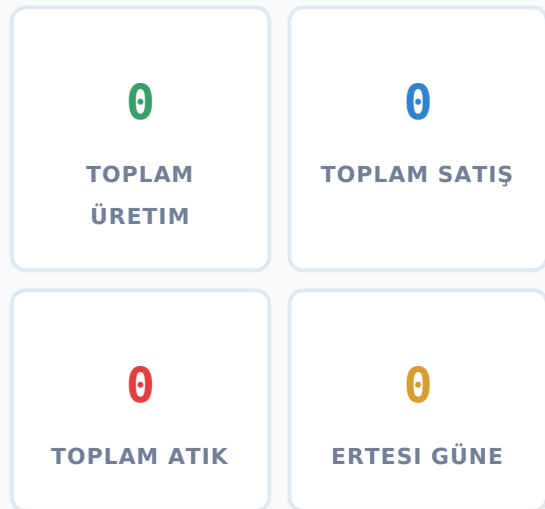 0
TOPLAM
ÜRETIM
0
TOPLAM SATIŞ
0
TOPLAM ATIK
0
ERTESI GÜNE